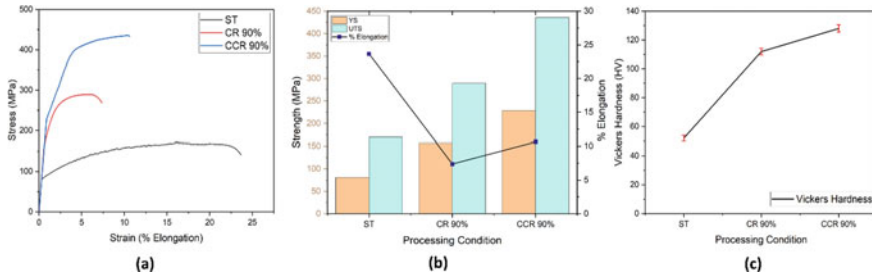 Stress (MPa)
500
400
300
200
100
0
0 5 10 15 20 25
Strain (% Elongation)
ST
CR 90%
CCR 90%
(a)
Strength (MPa)
450
400
350
300
250
200
150
100
50
0
YS
UTS
% Elongation
30
25
20
15
10
5
0
% Elongation
ST CR 90% CCR 90%
Processing Condition
(b)
Vickers Hardness (HV)
140
120
100
80
60
40
20
0
Vickers Hardness
ST CR 90% CCR 90%
Processing Condition
(c)